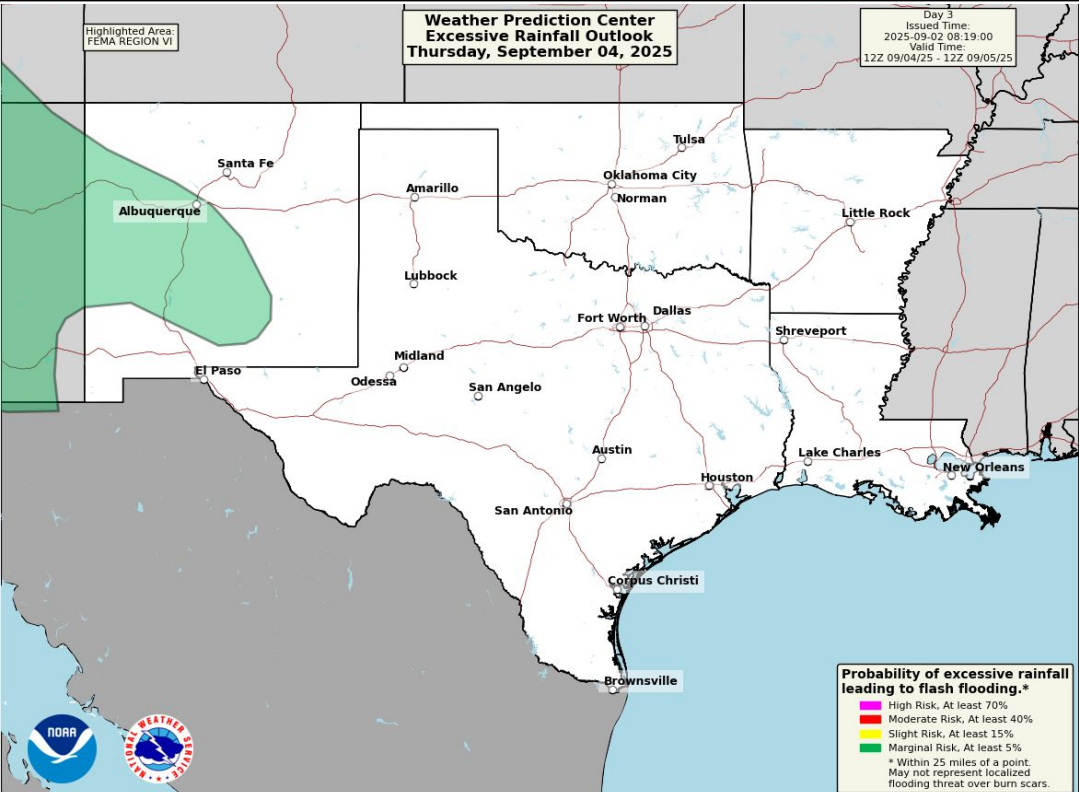 Weather Prediction Center
Excessive Rainfall Outlook
Thursday, September 04, 2025
Highlighted Area:
FEMA REGION VI
Day 3
Issued Time:
2025-09-02 08:19:00
Valid Time:
12Z 09/04/25 - 12Z 09/05/25
Tulsa
Santa Fe
Oklahoma City
Amarillo
Norman
Albuquerque
Little Rock
Lubbock
Dallas
Fort Worth
Shreveport
Midland
El Paso
Odessa
San Angelo
Austin
Lake Charles
New Orleans
Houston
San Antonio
Corpus Christi
Brownsville
Probability of excessive rainfall
leading to flash flooding.*
High Risk, At least 70%
Moderate Risk, At least 40%
Slight Risk, At least 15%
Marginal Risk, At least 5%
* Within 25 miles of a point.
May not represent localized
flooding threat over burn scars.
NOAA
NATIONAL WEATHER SERVICE